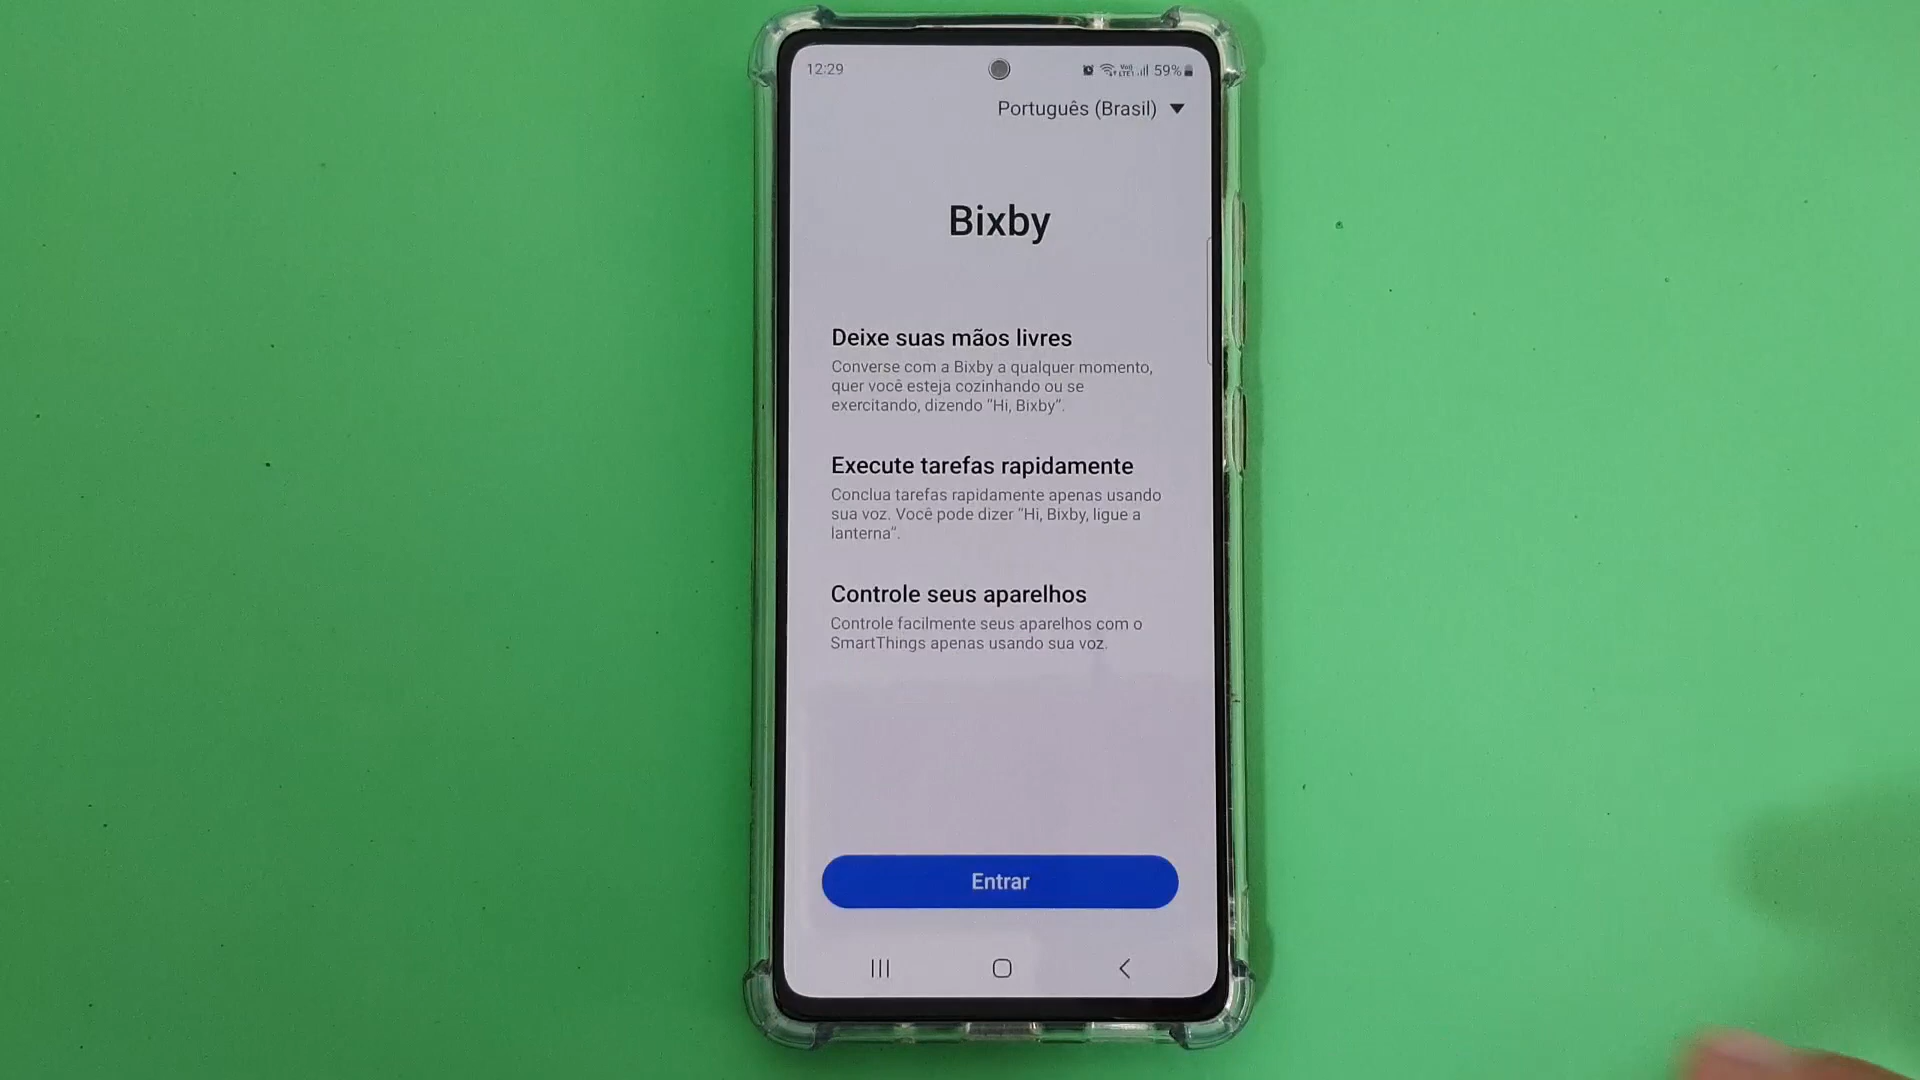 12:29
59%
Português (Brasil)
Bixby
Deixe suas mãos livres
Converse com a Bixby a qualquer momento,
quer você esteja cozinhando ou se
exercitando, dizendo “Hi, Bixby”.
Execute tarefas rapidamente
Conclua tarefas rapidamente apenas usando
sua voz. Você pode dizer “Hi, Bixby, ligue a
lanterna”.
Controle seus aparelhos
Controle facilmente seus aparelhos com o
SmartThings apenas usando sua voz.
Entrar